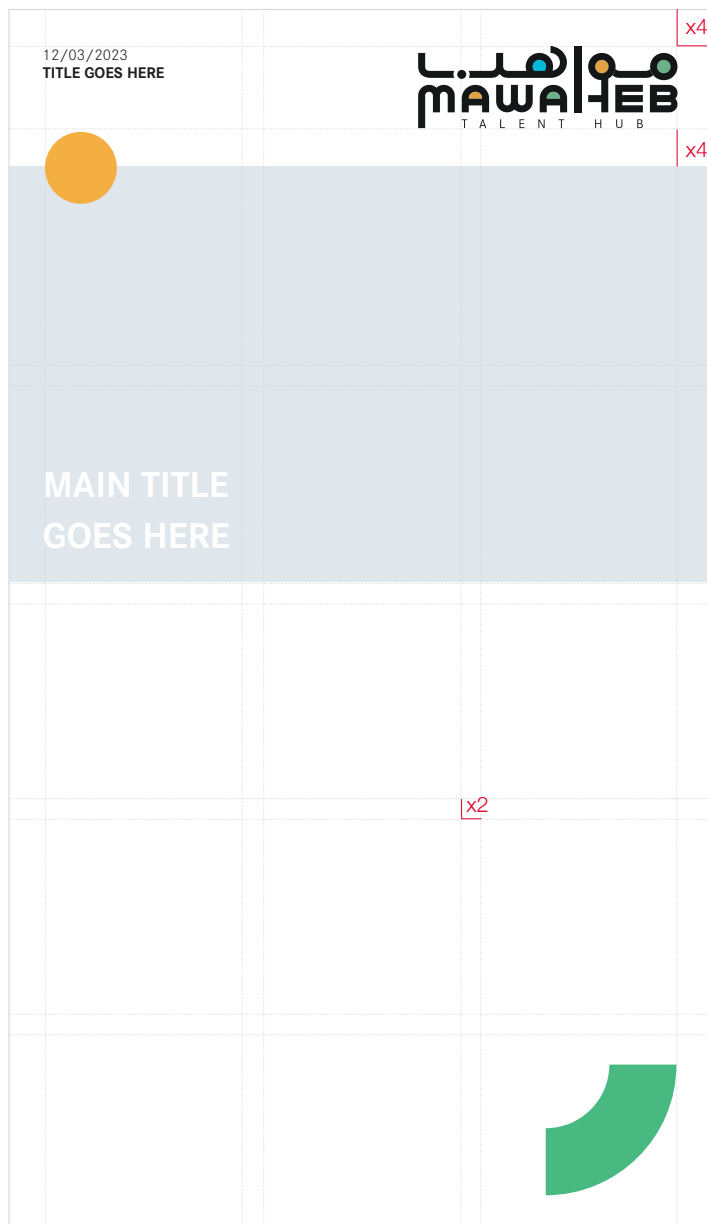 12/03/2023
TITLE GOES HERE
مواهب
MAWAHEB
TALENT HUB
x4
x4
MAIN TITLE
GOES HERE
x2